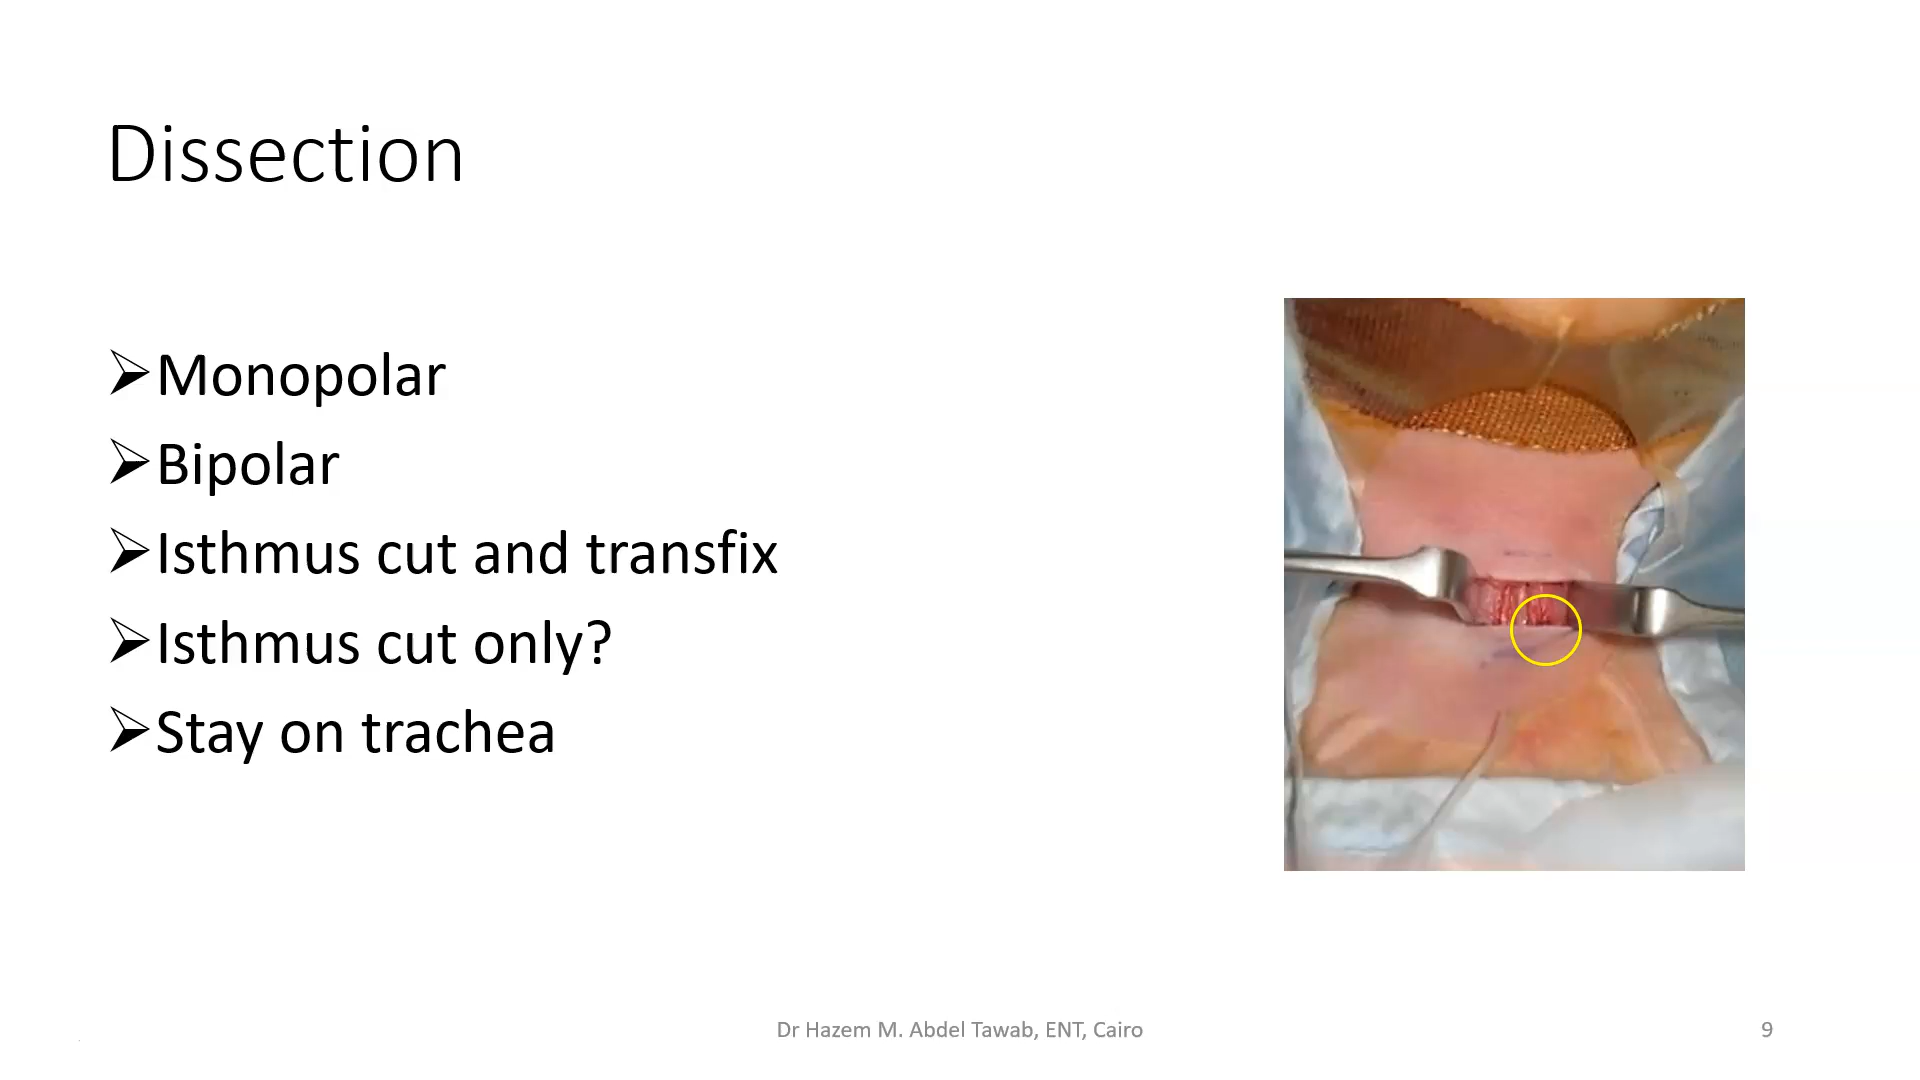 Dissection
Monopolar
Bipolar
Isthmus cut and transfix
Isthmus cut only?
Stay on trachea
Dr Hazem M. Abdel Tawab, ENT, Cairo
9